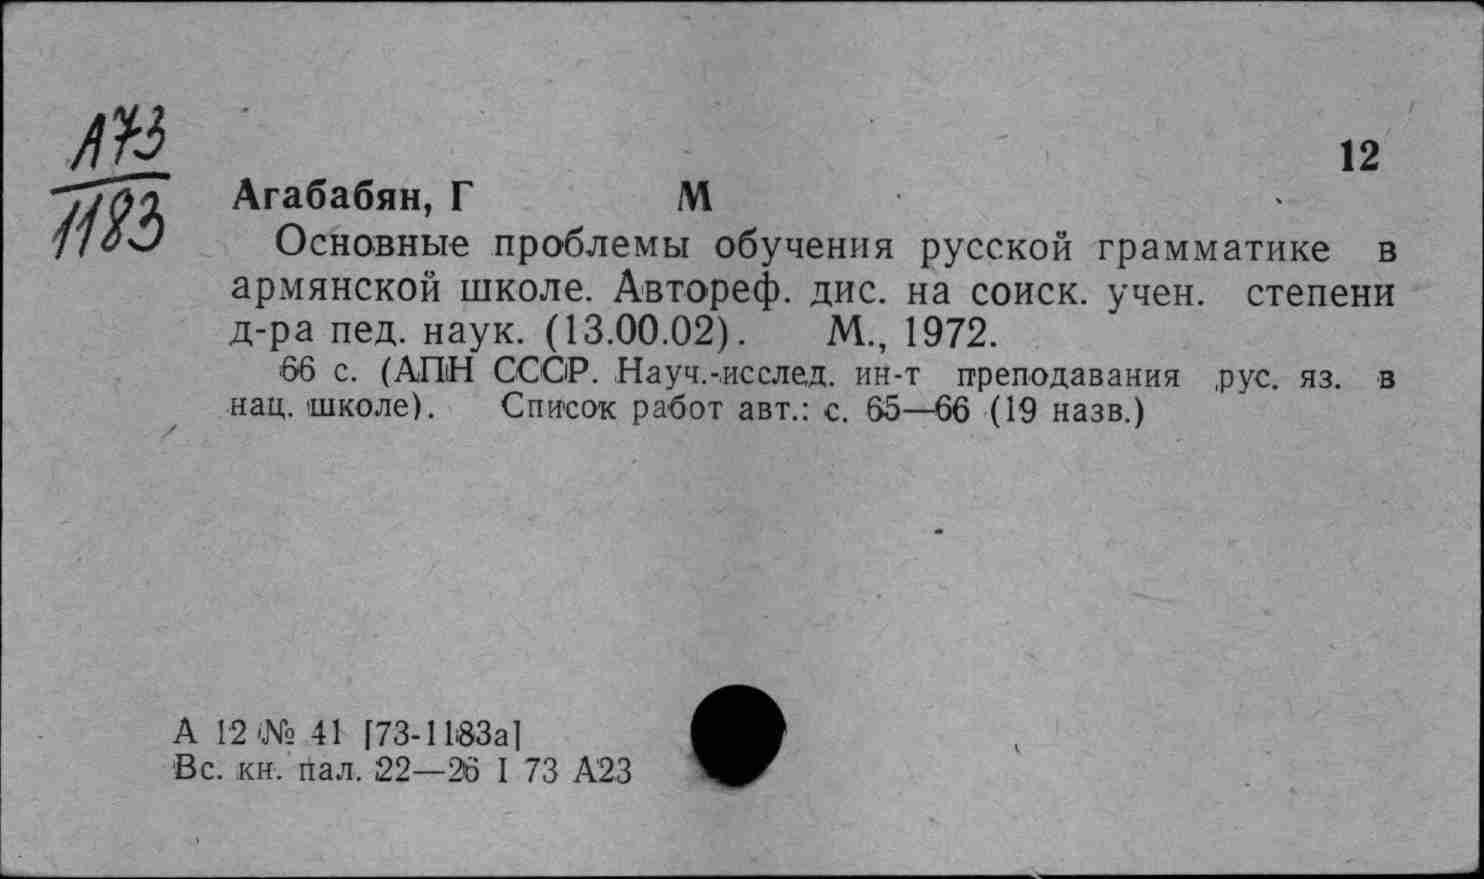 А73
1183
12
Агабабян, Г М
Основные проблемы обучения русской грамматике в
армянской школе. Автореф. дис. на соиск. учен. степени
д-ра пед. наук. (13.00.02). М., 1972.
66 с. (АПН СССР. Науч.-исслед. ин-т преподавания рус. яз. в
нац. школе). Список работ авт.: с. 65—66 (19 назв.)
А 12 № 41 [73-1183а]
Вс. кн. пал. 22—26 I 73 А23